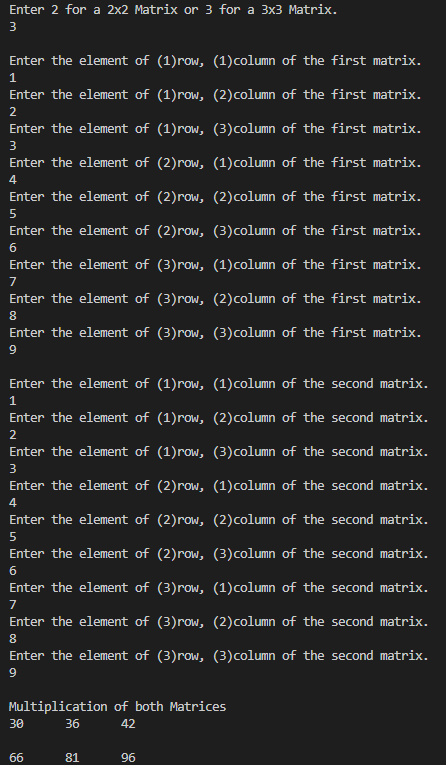 Enter 2 for a 2x2 Matrix or 3 for a 3x3 Matrix.
3
Enter the element of (1)row, (1)column of the first matrix.
1
Enter the element of (1)row, (2)column of the first matrix.
2
Enter the element of (1)row, (3)column of the first matrix.
3
Enter the element of (2)row, (1)column of the first matrix.
4
Enter the element of (2)row, (2)column of the first matrix.
5
Enter the element of (2)row, (3)column of the first matrix.
6
Enter the element of (3)row, (1)column of the first matrix.
7
Enter the element of (3)row, (2)column of the first matrix.
8
Enter the element of (3)row, (3)column of the first matrix.
9
Enter the element of (1)row, (1)column of the second matrix.
1
Enter the element of (1)row, (2)column of the second matrix.
2
Enter the element of (1)row, (3)column of the second matrix.
3
Enter the element of (2)row, (1)column of the second matrix.
4
Enter the element of (2)row, (2)column of the second matrix.
5
Enter the element of (2)row, (3)column of the second matrix.
6
Enter the element of (3)row, (1)column of the second matrix.
7
Enter the element of (3)row, (2)column of the second matrix.
8
Enter the element of (3)row, (3)column of the second matrix.
9
Multiplication of both Matrices
30 36 42
66 81 96